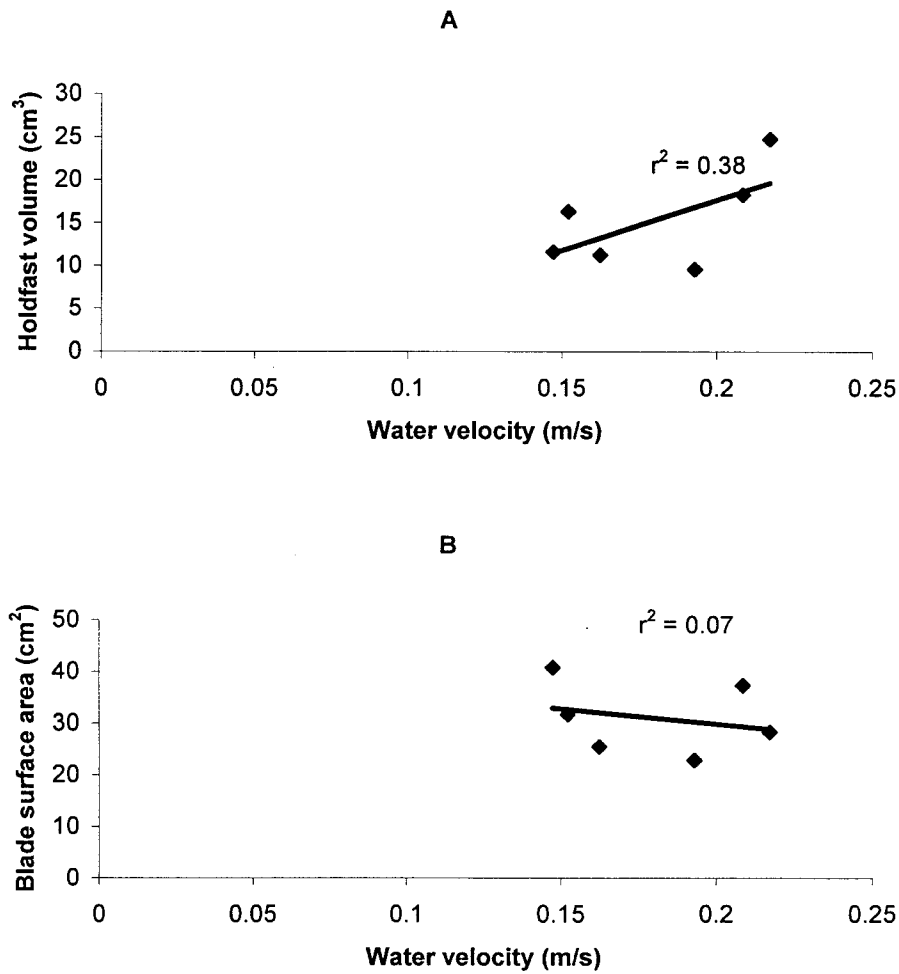 A
Holdfast volume (cm³)
30
25
20
15
10
5
0
r² = 0.38
0 0.05 0.1 0.15 0.2 0.25
Water velocity (m/s)
B
Blade surface area (cm²)
50
40
30
20
10
0
r² = 0.07
0 0.05 0.1 0.15 0.2 0.25
Water velocity (m/s)